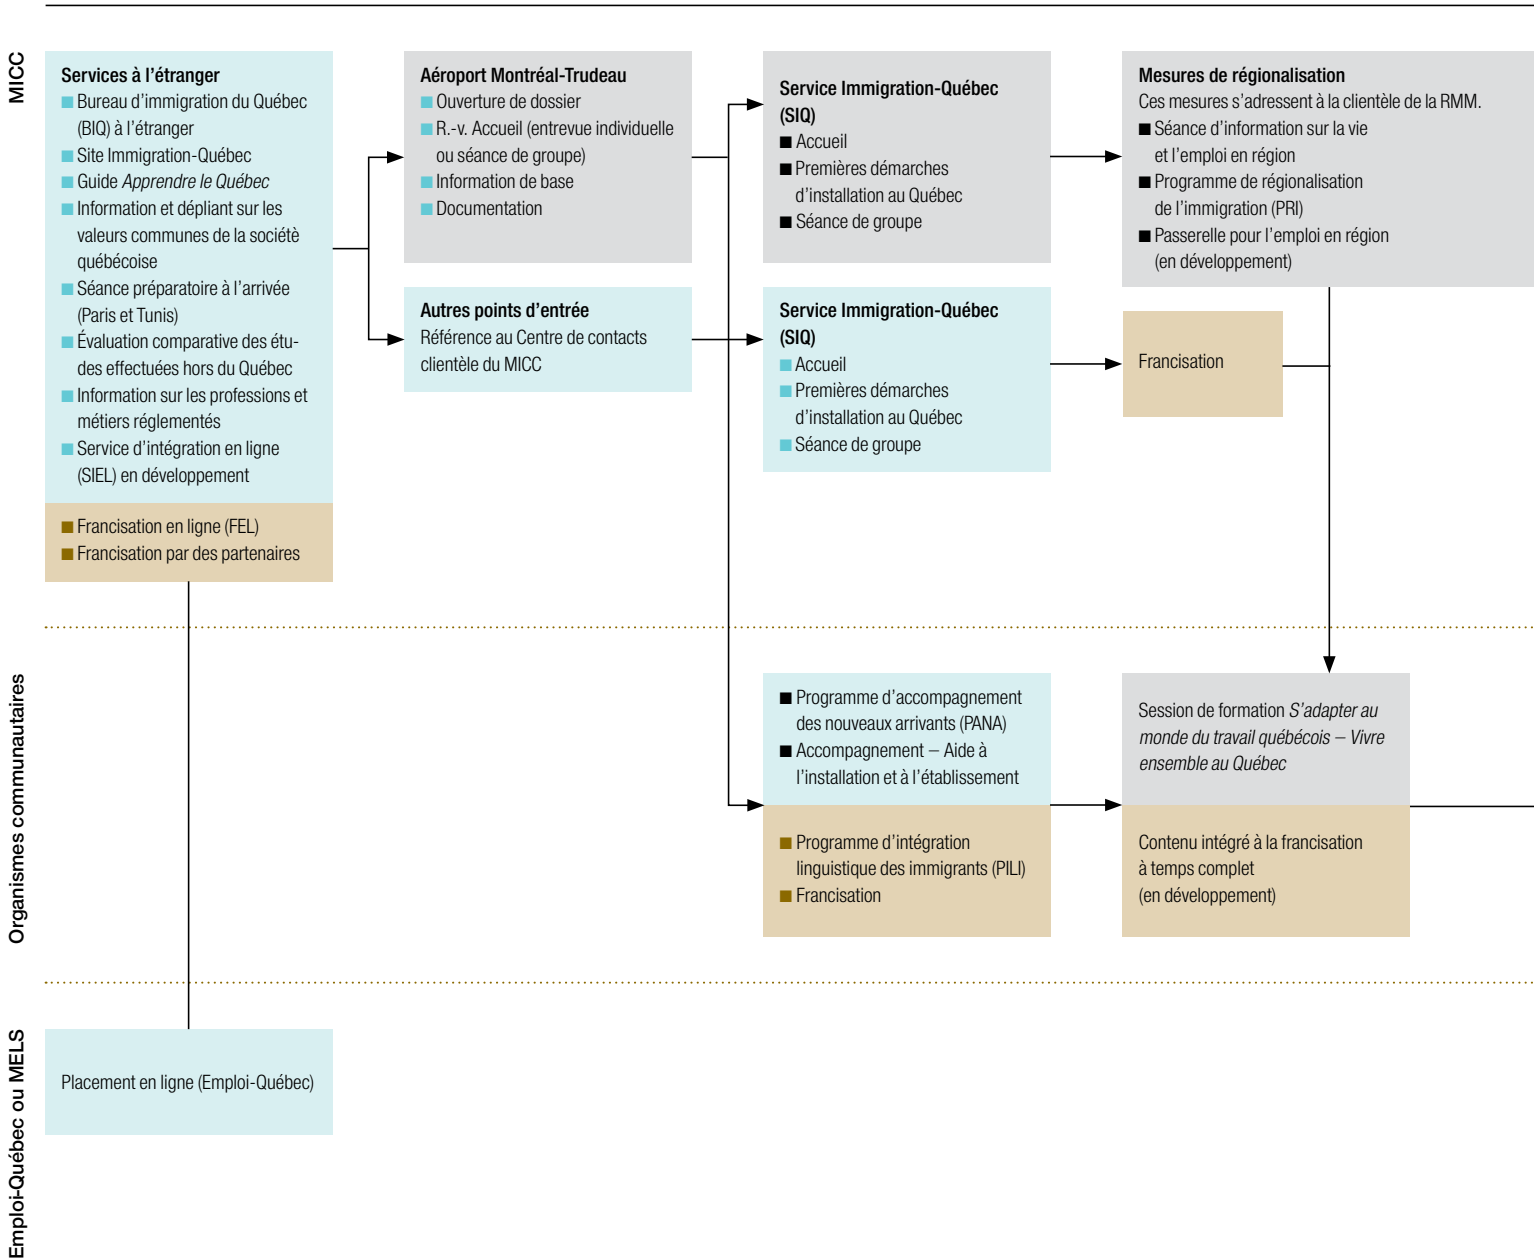 MICC
Services à l’étranger
■ Bureau d’immigration du Québec
(BIQ) à l’étranger
■ Site Immigration-Québec
■ Guide Apprendre le Québec
■ Information et dépliant sur les
valeurs communes de la sociétè
québécoise
■ Séance préparatoire à l’arrivée
(Paris et Tunis)
■ Évaluation comparative des étu-
des effectuées hors du Québec
■ Information sur les professions et
métiers réglementés
■ Service d’intégration en ligne
(SIEL) en développement
■ Francisation en ligne (FEL)
■ Francisation par des partenaires
Aéroport Montréal-Trudeau
■ Ouverture de dossier
■ R.-v. Accueil (entrevue individuelle
ou séance de groupe)
■ Information de base
■ Documentation
Autres points d’entrée
Référence au Centre de contacts
clientèle du MICC
Service Immigration-Québec
(SIQ)
■ Accueil
■ Premières démarches
d’installation au Québec
■ Séance de groupe
Service Immigration-Québec
(SIQ)
■ Accueil
■ Premières démarches
d’installation au Québec
■ Séance de groupe
Mesures de régionalisation
Ces mesures s’adressent à la clientèle de la RMM.
■ Séance d’information sur la vie
et l’emploi en région
■ Programme de régionalisation
de l’immigration (PRI)
■ Passerelle pour l’emploi en région
(en développement)
Francisation
Organismes communautaires
■ Programme d’accompagnement
des nouveaux arrivants (PANA)
■ Accompagnement – Aide à
l’installation et à l’établissement
■ Programme d’intégration
linguistique des immigrants (PILI)
■ Francisation
Session de formation S’adapter au
monde du travail québécois – Vivre
ensemble au Québec
Contenu intégré à la francisation
à temps complet
(en développement)
Emploi-Québec ou MELS
Placement en ligne (Emploi-Québec)